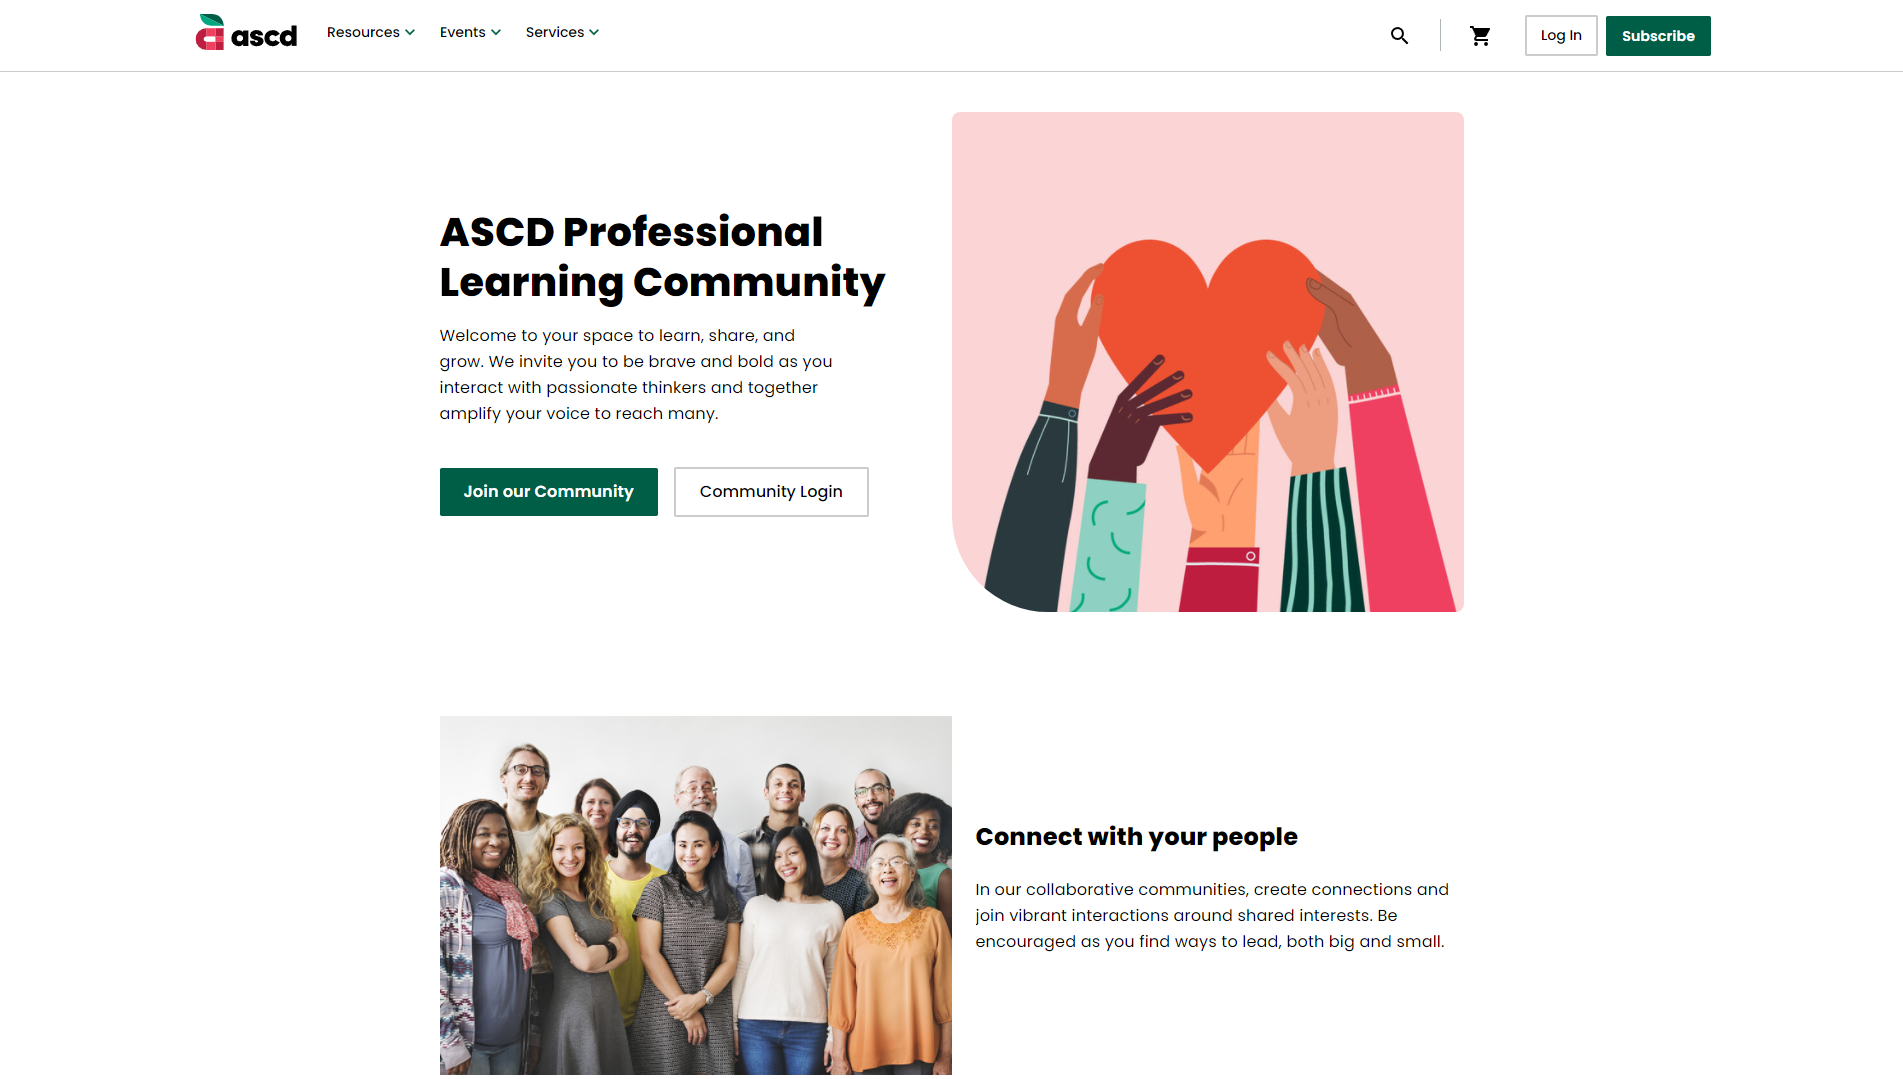 ascd
Resources
Events
Services
Log In
Subscribe
ASCD Professional
Learning Community
Welcome to your space to learn, share, and
grow. We invite you to be brave and bold as you
interact with passionate thinkers and together
amplify your voice to reach many.
Join our Community
Community Login
Connect with your people
In our collaborative communities, create connections and
join vibrant interactions around shared interests. Be
encouraged as you find ways to lead, both big and small.